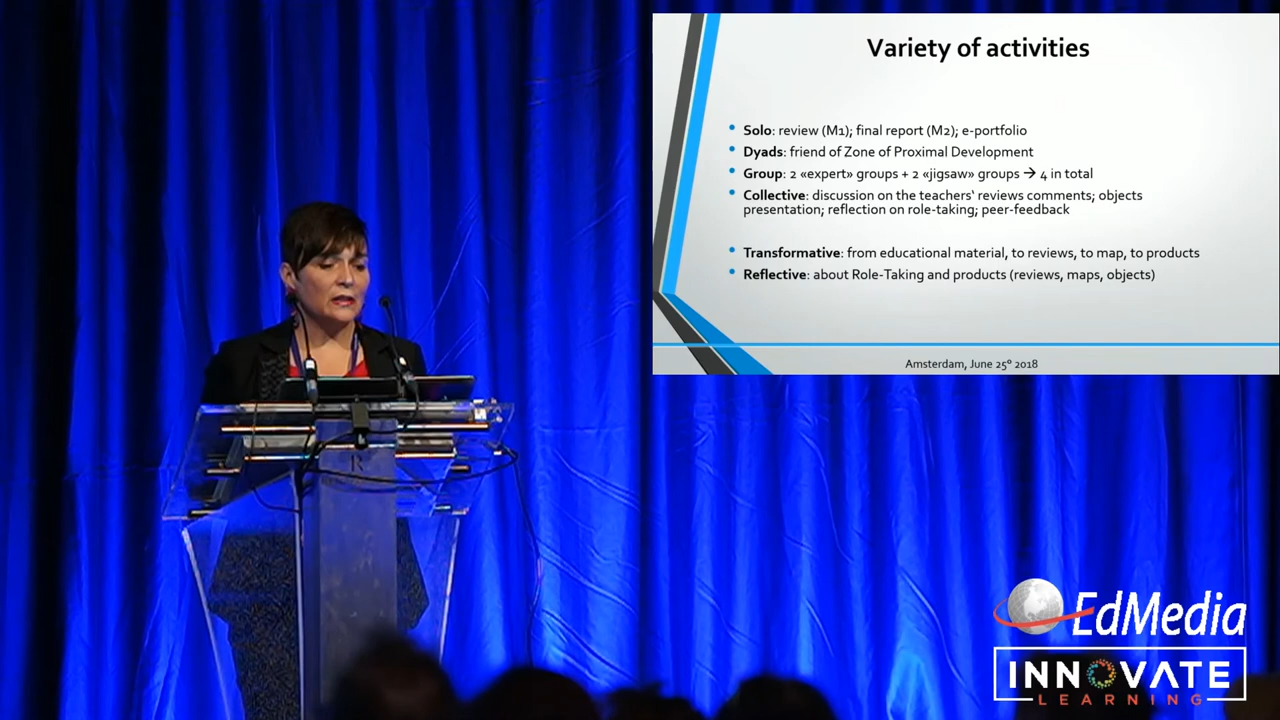 Variety of activities
Solo: review (M1); final report (M2); e-portfolio
Dyads: friend of Zone of Proximal Development
Group: 2 «expert» groups + 2 «jigsaw» groups → 4 in total
Collective: discussion on the teachers' reviews comments; objects
presentation; reflection on role-taking; peer-feedback
Transformative: from educational material, to reviews, to map, to products
Reflective: about Role-Taking and products (reviews, maps, objects)
Amsterdam, June 25º 2018
R
EdMedia
INNOVATE
LEARNING